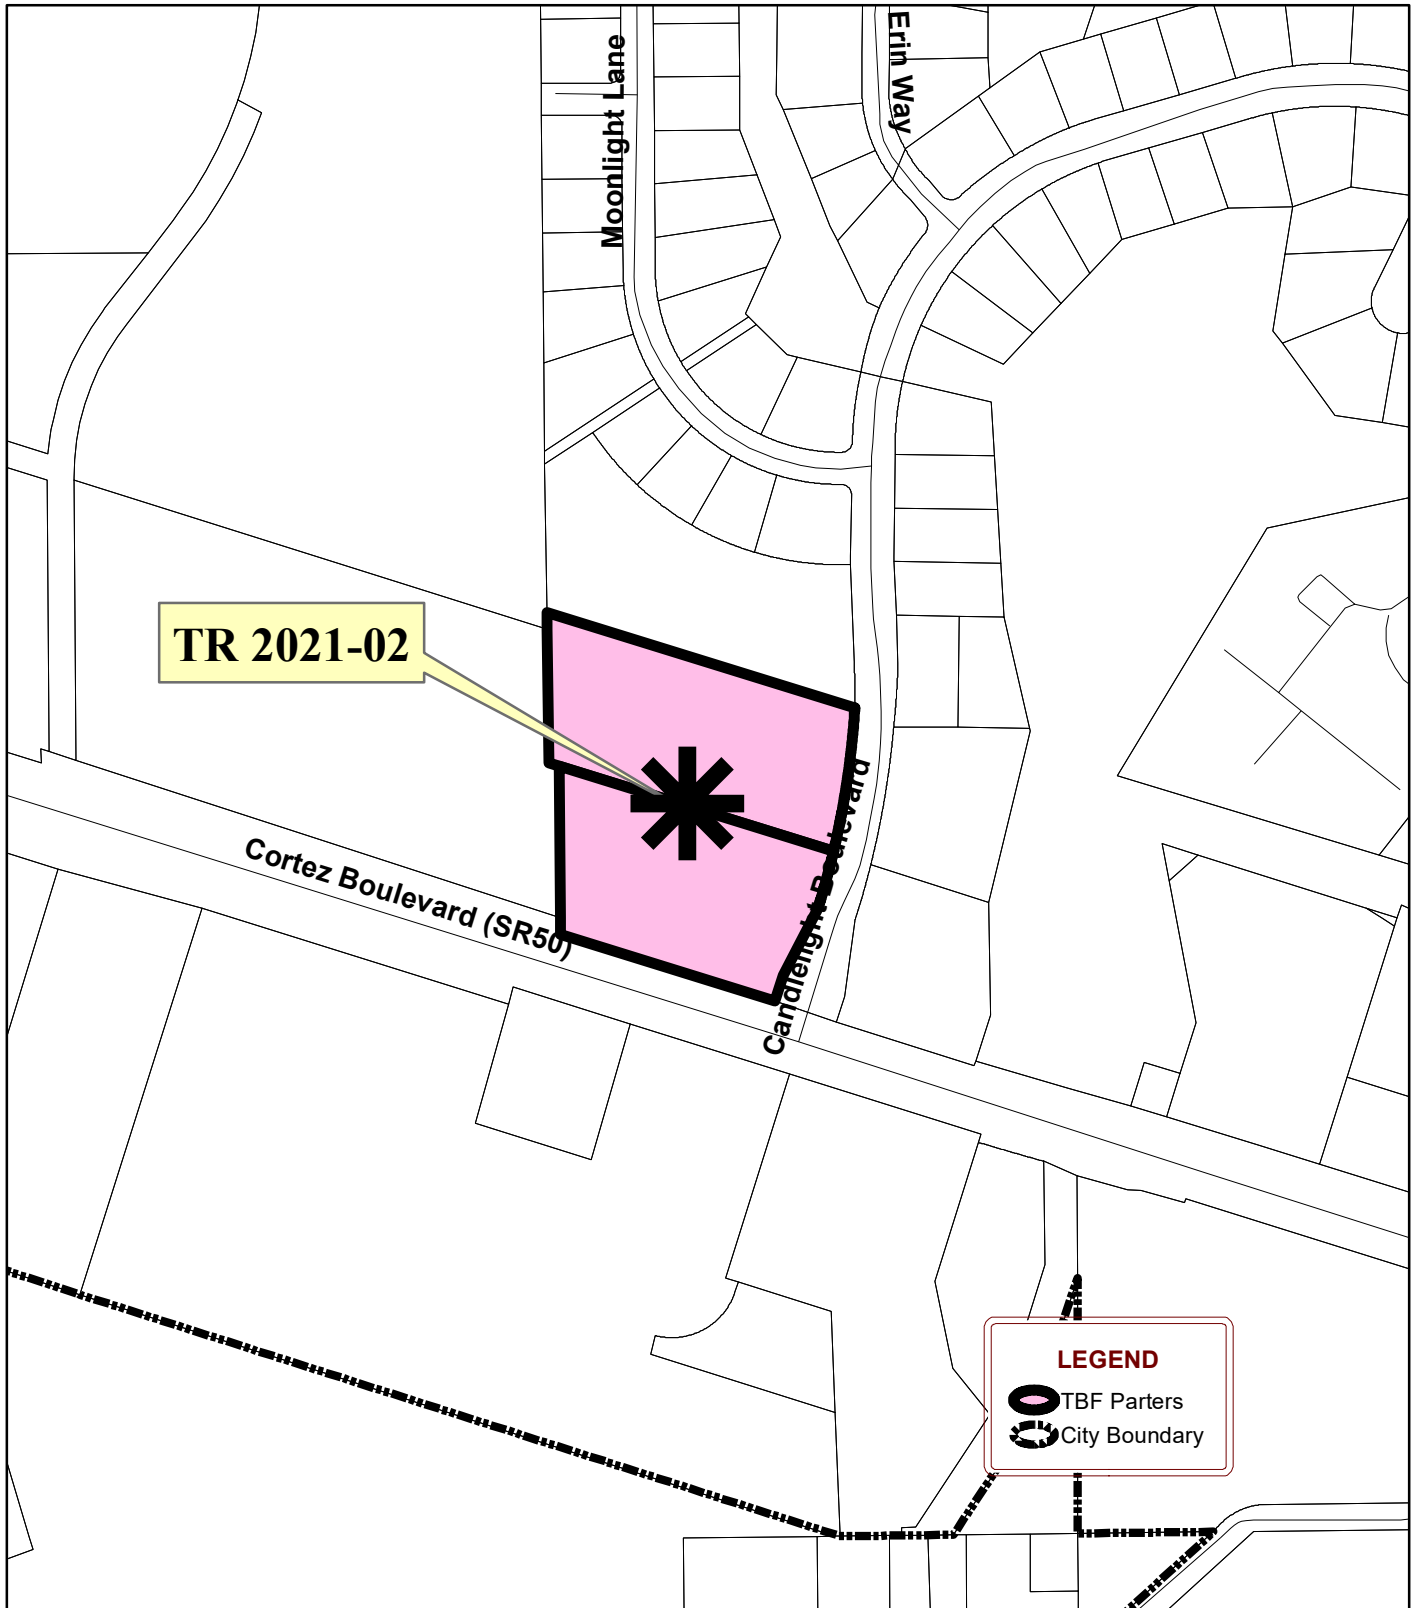 Moonlight Lane
Erin Way
TR 2021-02
Cortez Boulevard (SR50)
Candlelight Boulevard
LEGEND
TBF Parters
City Boundary